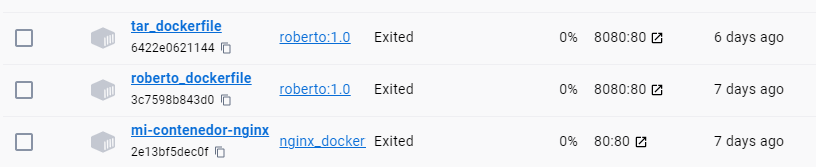 tar_dockerfile
6422e0621144 roberto:1.0 Exited 0% 8080:80 6 days ago
roberto_dockerfile
3c7598b843d0 roberto:1.0 Exited 0% 8080:80 7 days ago
mi-contenedor-nginx
2e13bf5dec0f nginx_docker Exited 0% 80:80 7 days ago